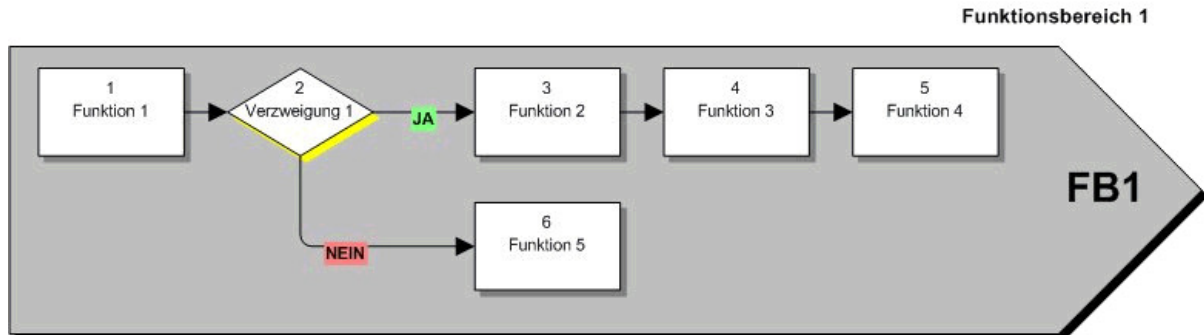 Funktionsbereich 1
1
Funktion 1
2
Verzweigung 1
JA
3
Funktion 2
4
Funktion 3
5
Funktion 4
FB1
NEIN
6
Funktion 5